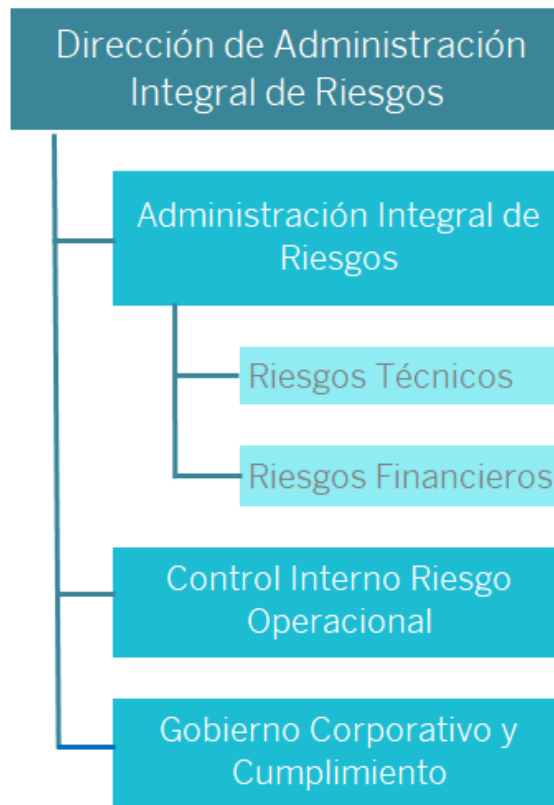 Dirección de Administración
Integral de Riesgos
Administración Integral de
Riesgos
Riesgos Técnicos
Riesgos Financieros
Control Interno Riesgo
Operacional
Gobierno Corporativo y
Cumplimiento